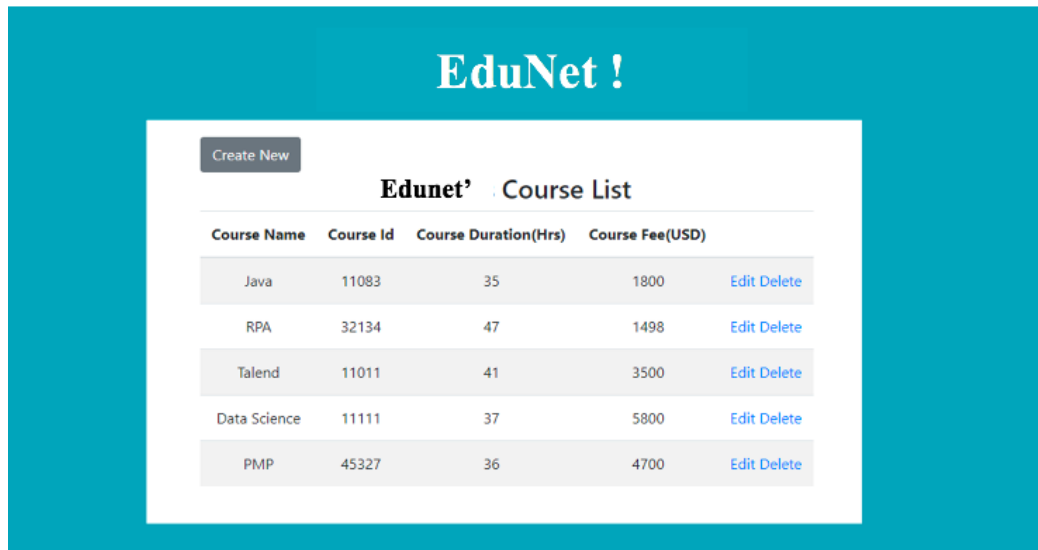 EduNet !
Create New
Edunet’ Course List
Course Name Course Id Course Duration(Hrs) Course Fee(USD)
Java 11083 35 1800 Edit Delete
RPA 32134 47 1498 Edit Delete
Talend 11011 41 3500 Edit Delete
Data Science 11111 37 5800 Edit Delete
PMP 45327 36 4700 Edit Delete